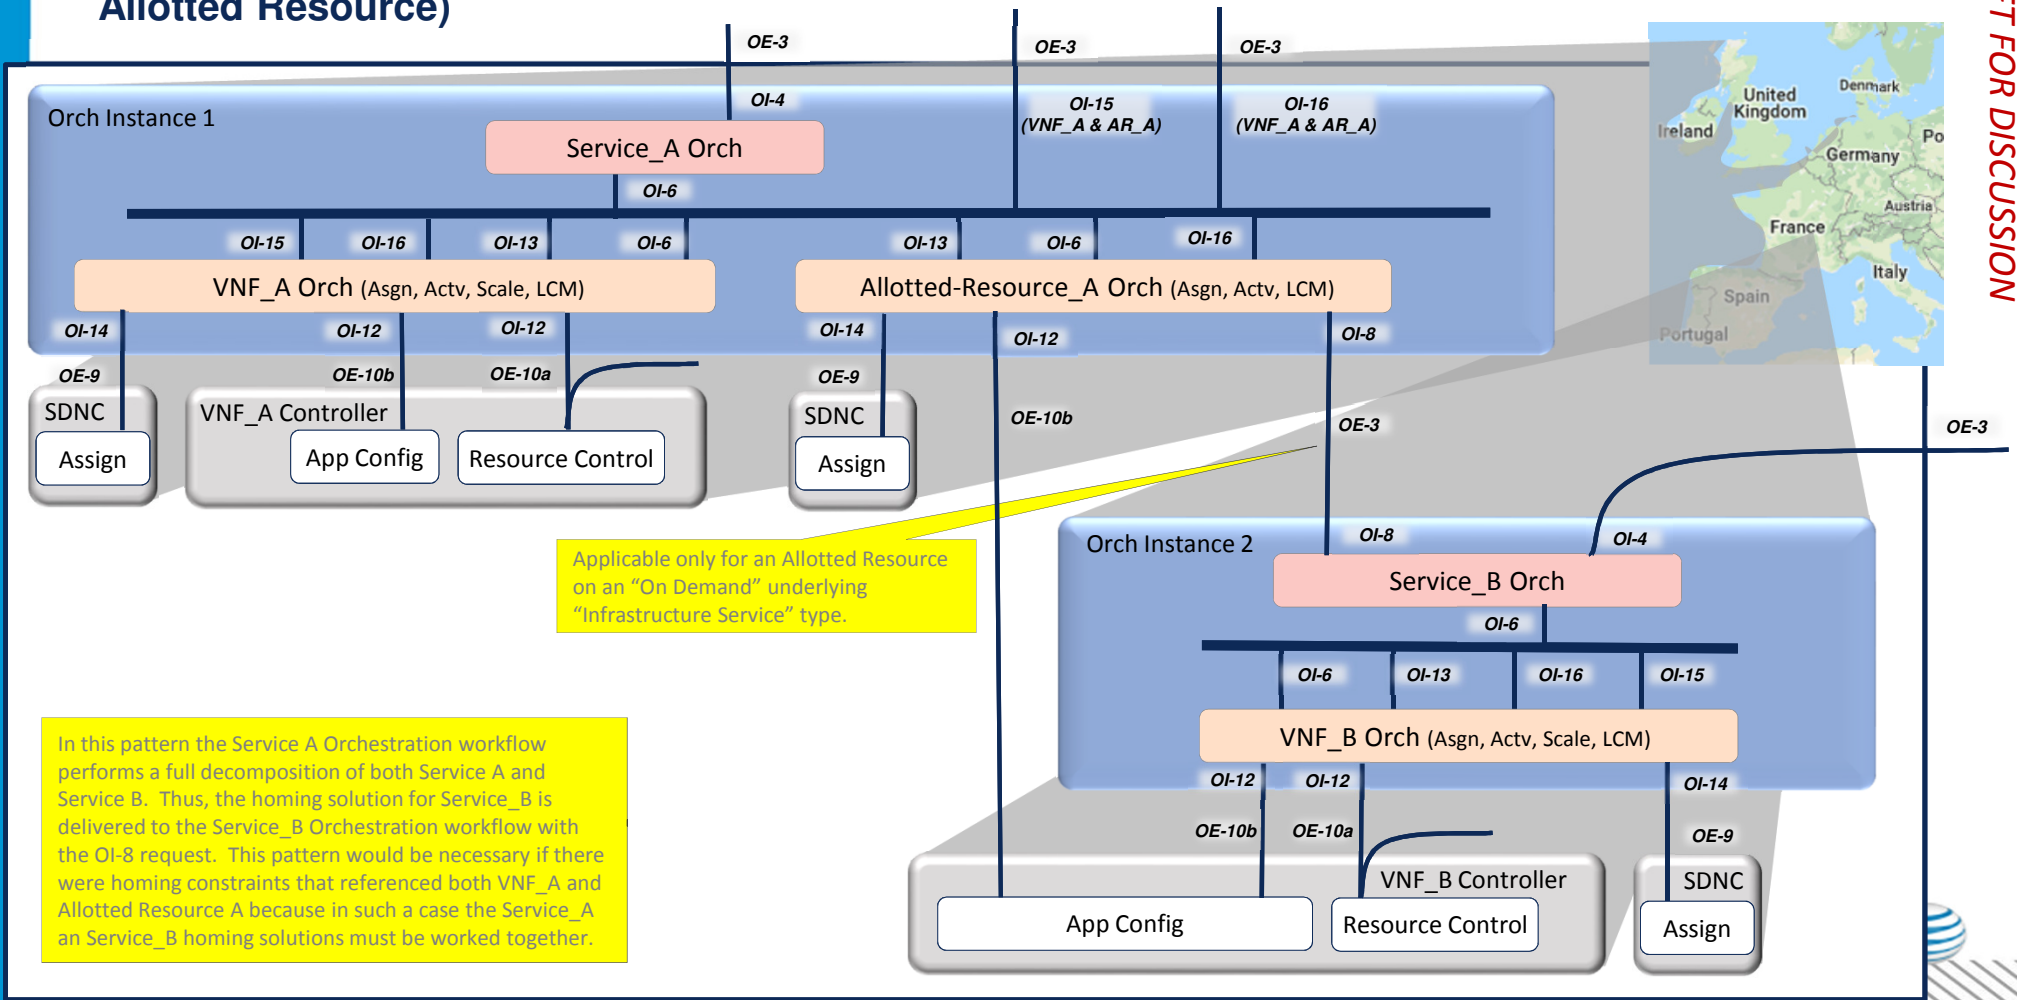 Allotted Resource)
FT FOR DISCUSSION
OE-3
OE-3
OE-3
Orch Instance 1
OI-4
OI-15
(VNF_A & AR_A)
OI-16
(VNF_A & AR_A)
Service_A Orch
OI-6
OI-15
OI-16
OI-13
OI-6
OI-13
OI-6
OI-16
VNF_A Orch (Asgn, Actv, Scale, LCM)
Allotted-Resource_A Orch (Asgn, Actv, LCM)
OI-14
OI-12
OI-12
OI-14
OI-12
OI-8
OE-9
OE-10b
OE-10a
OE-9
OE-10b
OE-3
SDNC
Assign
VNF_A Controller
App Config
Resource Control
SDNC
Assign
United
Kingdom
Ireland
Denmark
Po
Germany
Austria
France
Italy
Spain
Portugal
OE-3
Applicable only for an Allotted Resource
on an “On Demand” underlying
“Infrastructure Service” type.
Orch Instance 2
OI-8
OI-4
Service_B Orch
OI-6
OI-6
OI-13
OI-16
OI-15
VNF_B Orch (Asgn, Actv, Scale, LCM)
OI-12
OI-12
OI-14
OE-10b
OE-10a
OE-9
VNF_B Controller
App Config
Resource Control
SDNC
Assign
In this pattern the Service A Orchestration workflow
performs a full decomposition of both Service A and
Service B.  Thus, the homing solution for Service_B is
delivered to the Service_B Orchestration workflow with
the OI-8 request.  This pattern would be necessary if there
were homing constraints that referenced both VNF_A and
Allotted Resource A because in such a case the Service_A
an Service_B homing solutions must be worked together.